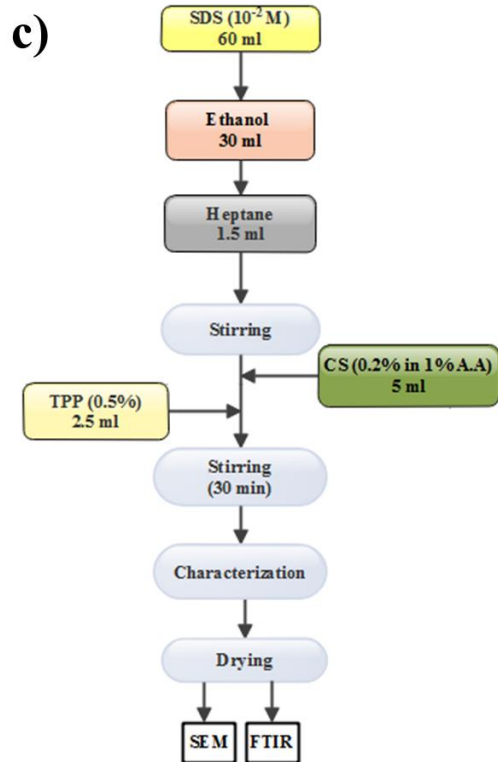 c)
SDS (10⁻² M)
60 ml
Ethanol
30 ml
Heptane
1.5 ml
Stirring
CS (0.2% in 1% A.A)
5 ml
TPP (0.5%)
2.5 ml
Stirring
(30 min)
Characterization
Drying
SEM
FTIR